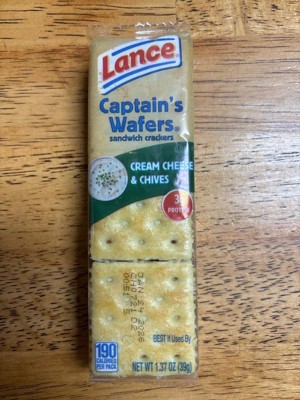 Lance
Captain's
Wafers®
sandwich crackers
CREAM CHEESE
& CHIVES
PROTEIN
BEST If Used By
190
CALORIES
PER PACK
NET WT 1.37 OZ (39g)